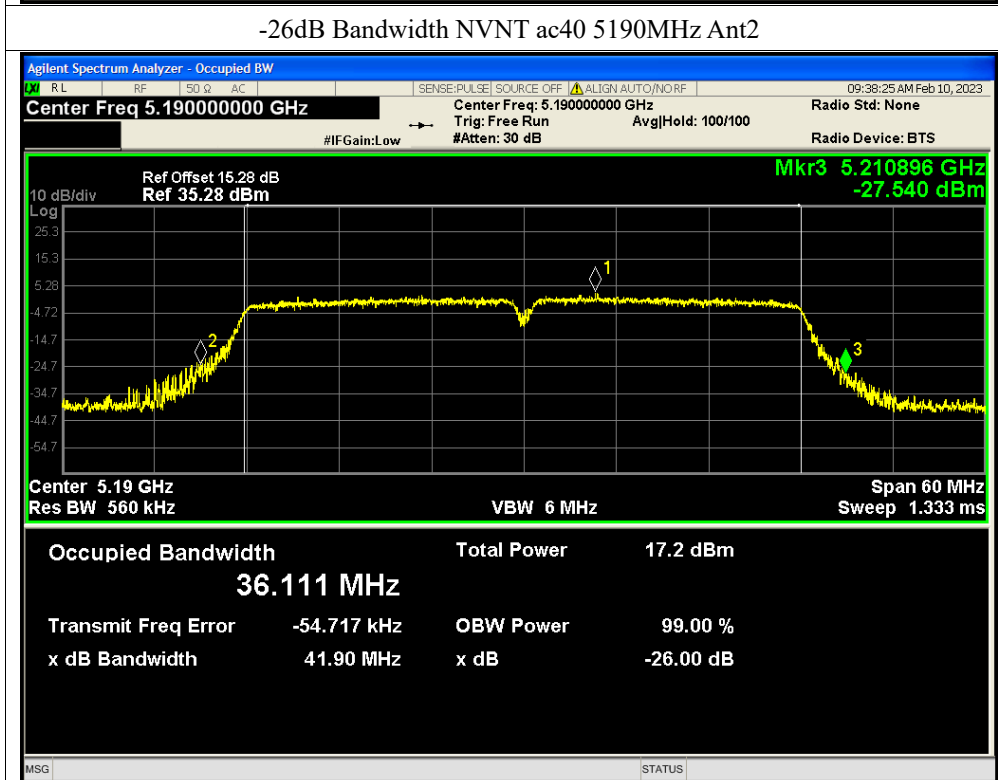 -26dB Bandwidth NVNT ac40 5190MHz Ant2
Agilent Spectrum Analyzer - Occupied BW
LXI RL RF 50 Ω AC SENSE:PULSE SOURCE OFF ALIGN AUTO/NO RF 09:38:25 AM Feb 10, 2023
Center Freq 5.190000000 GHz Center Freq: 5.190000000 GHz Radio Std: None
Trig: Free Run Avg|Hold: 100/100
#IFGain:Low #Atten: 30 dB Radio Device: BTS
Ref Offset 15.28 dB Mkr3 5.210896 GHz
10 dB/div Ref 35.28 dBm -27.540 dBm
Log
25.3
15.3
1
5.28
-4.72
-14.7
2
3
-24.7
-34.7
-44.7
-54.7
Center 5.19 GHz Span 60 MHz
Res BW 560 kHz VBW 6 MHz Sweep 1.333 ms
Occupied Bandwidth Total Power 17.2 dBm
36.111 MHz
Transmit Freq Error -54.717 kHz OBW Power 99.00 %
x dB Bandwidth 41.90 MHz x dB -26.00 dB
MSG STATUS